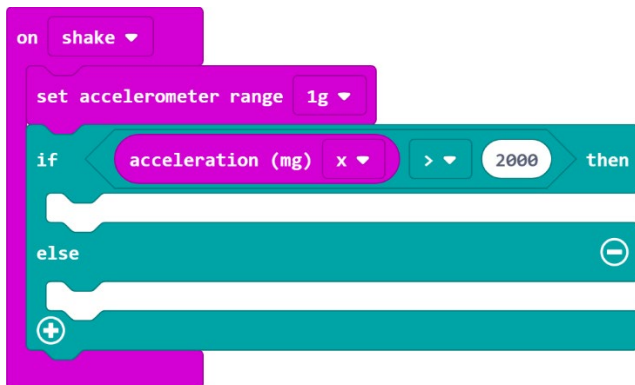 on shake
set accelerometer range 1g
if acceleration (mg) x > 2000 then
else